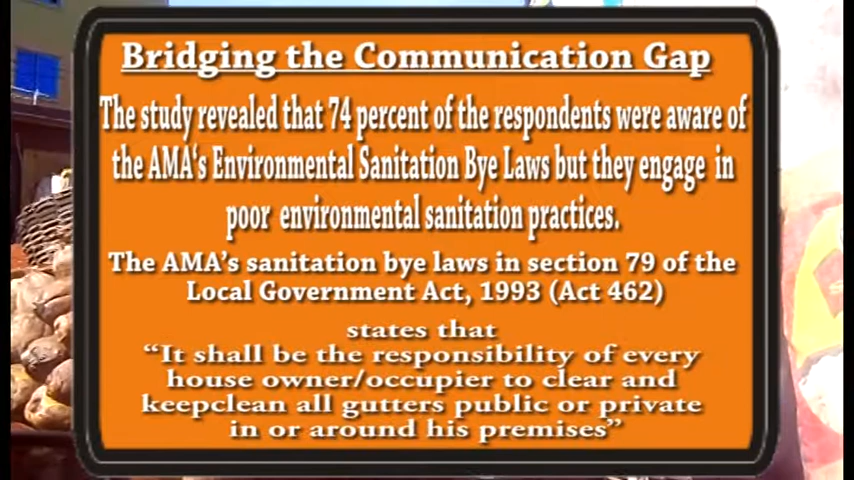 Bridging the Communication Gap
The study revealed that 74 percent of the respondents were aware of
the AMA‘s Environmental Sanitation Bye Laws but they engage in
poor environmental sanitation practices.
The AMA’s sanitation bye laws in section 79 of the
Local Government Act, 1993 (Act 462)
states that
“It shall be the responsibility of every
house owner/occupier to clear and
keepclean all gutters public or private
in or around his premises”